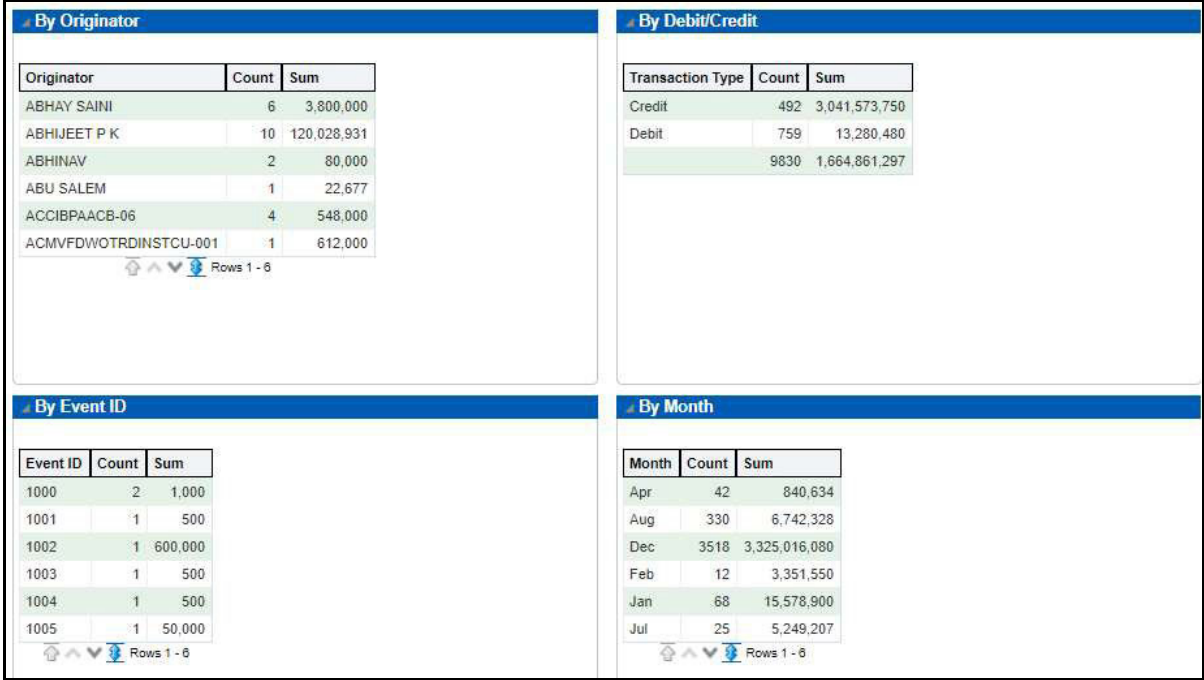 By Originator
Originator Count Sum
ABHAY SAINI 6 3,800,000
ABHIJEET P K 10 120,028,931
ABHINAV 2 80,000
ABU SALEM 1 22,677
ACCIBPAACB-06 4 548,000
ACMVFDWOTRDINSTCU-001 1 612,000
Rows 1 - 6
By Debit/Credit
Transaction Type Count Sum
Credit 492 3,041,573,750
Debit 759 13,280,480
9830 1,664,861,297
By Event ID
Event ID Count Sum
1000 2 1,000
1001 1 500
1002 1 600,000
1003 1 500
1004 1 500
1005 1 50,000
Rows 1 - 6
By Month
Month Count Sum
Apr 42 840,634
Aug 330 6,742,328
Dec 3518 3,325,016,080
Feb 12 3,351,550
Jan 68 15,578,900
Jul 25 5,249,207
Rows 1 - 6